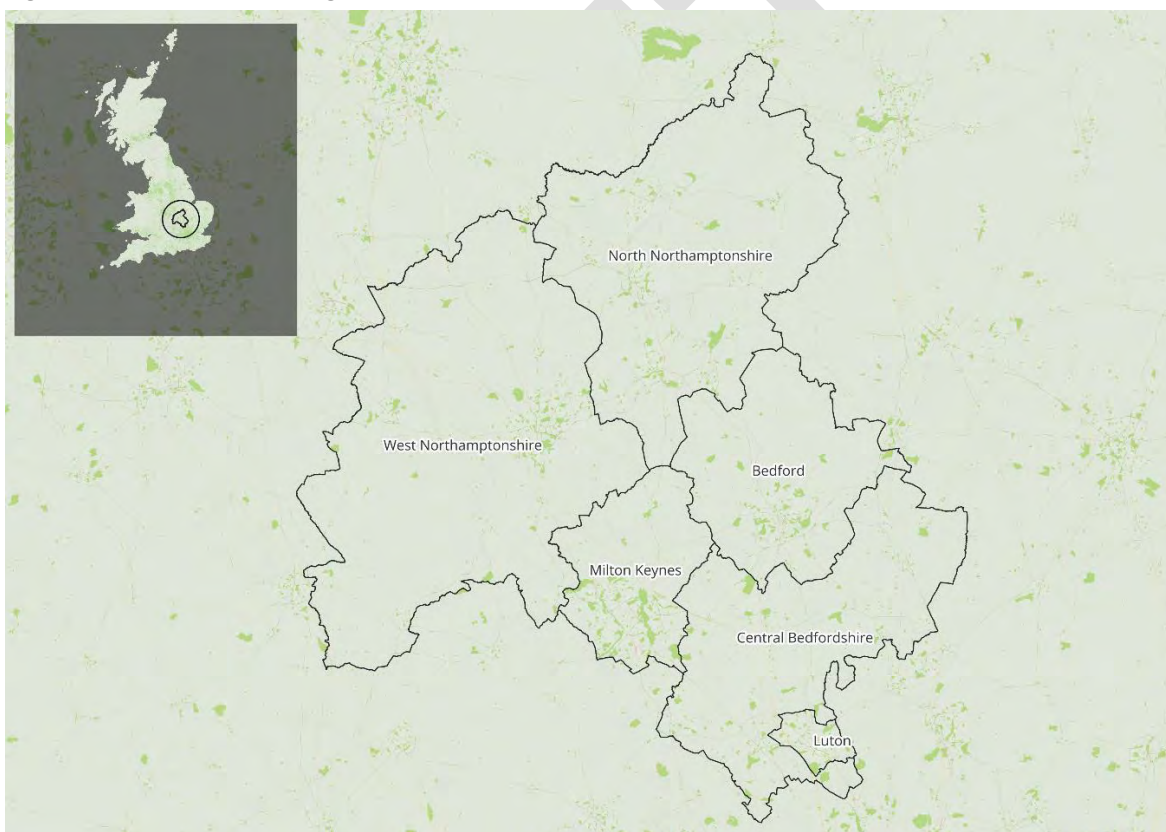 North Northamptonshire
West Northamptonshire
Bedford
Milton Keynes
Central Bedfordshire
Luton